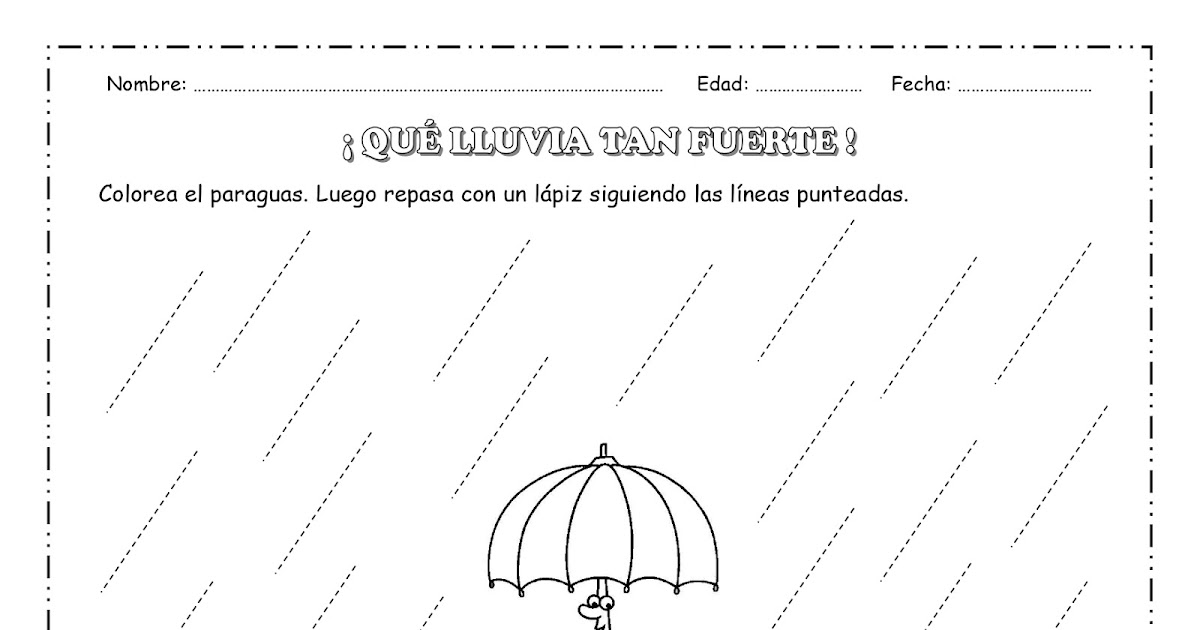 Nombre: ........................................................................................ Edad: ...................... Fecha: ..............................
¡ QUÉ LLUVIA TAN FUERTE !
Colorea el paraguas. Luego repasa con un lápiz siguiendo las líneas punteadas.